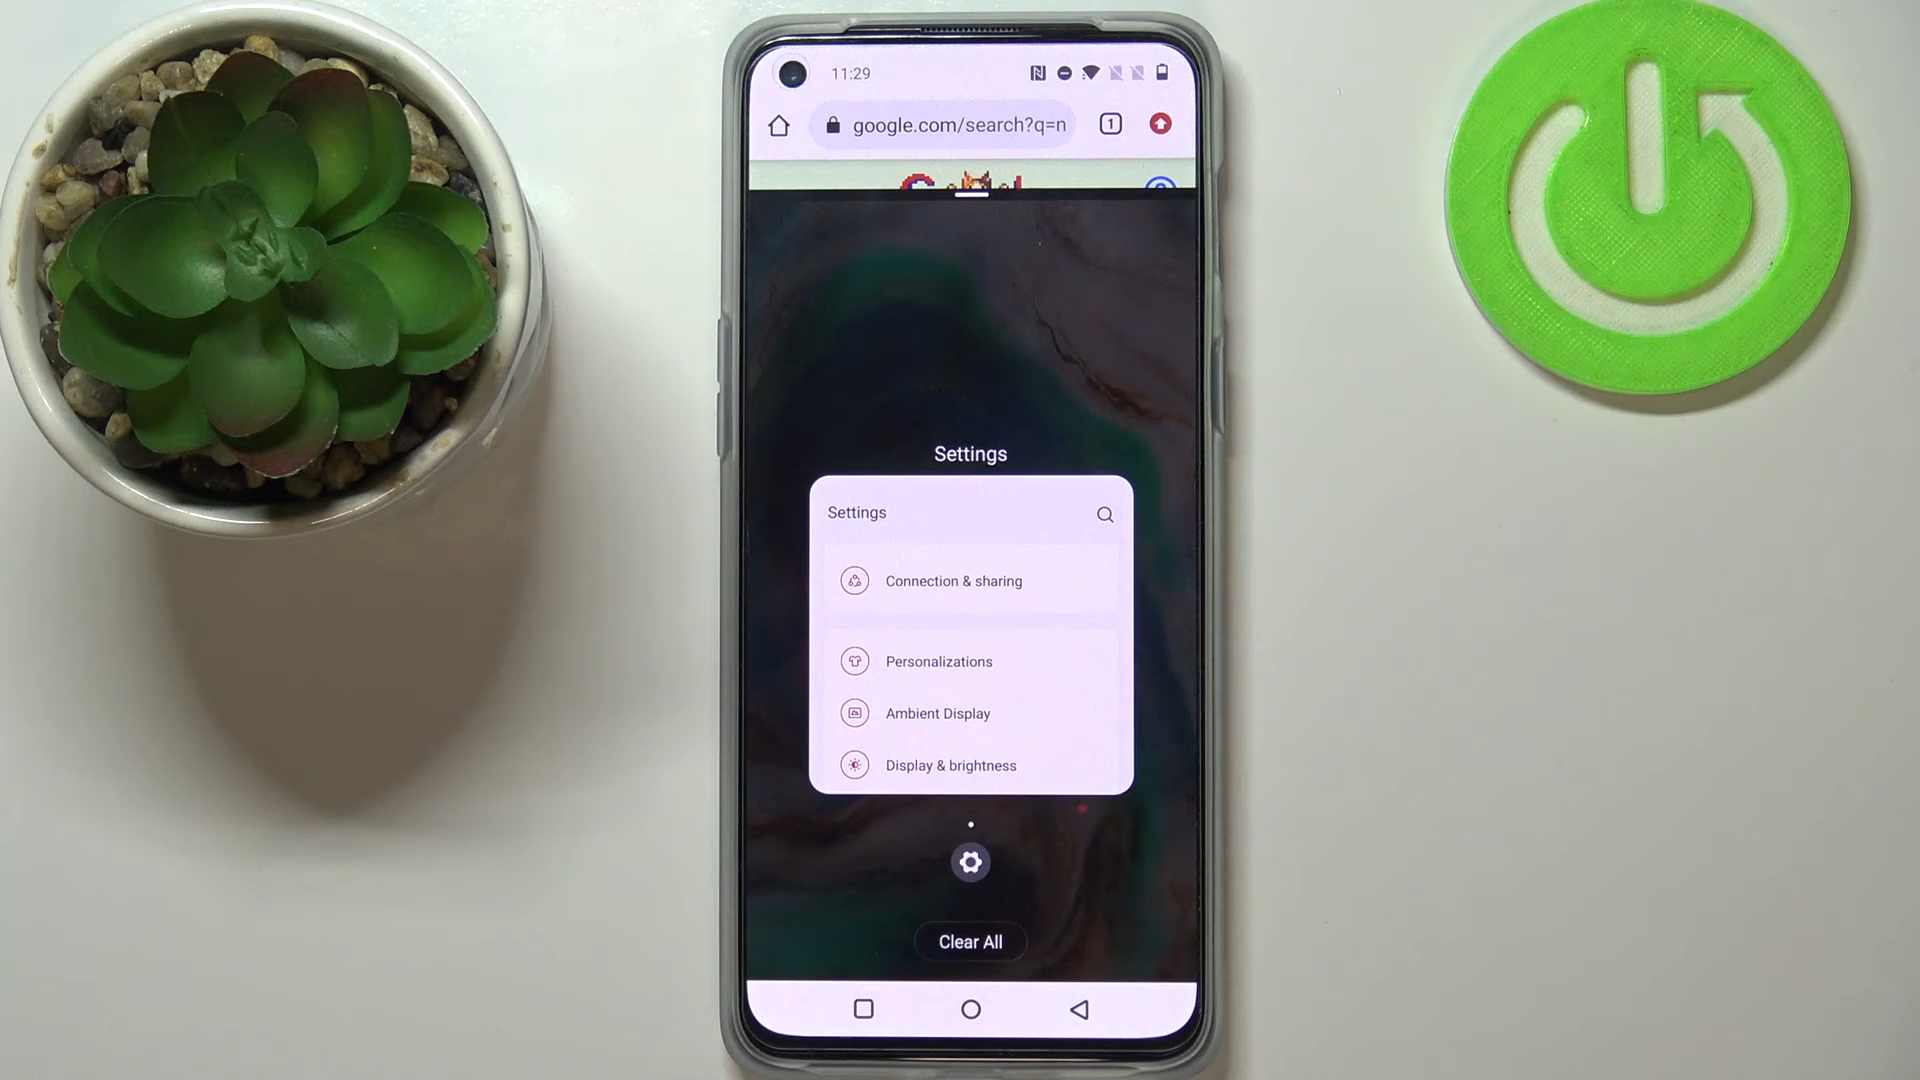 11:29
google.com/search?q=n
1
Settings
Settings
Connection & sharing
Personalizations
Ambient Display
Display & brightness
Clear All